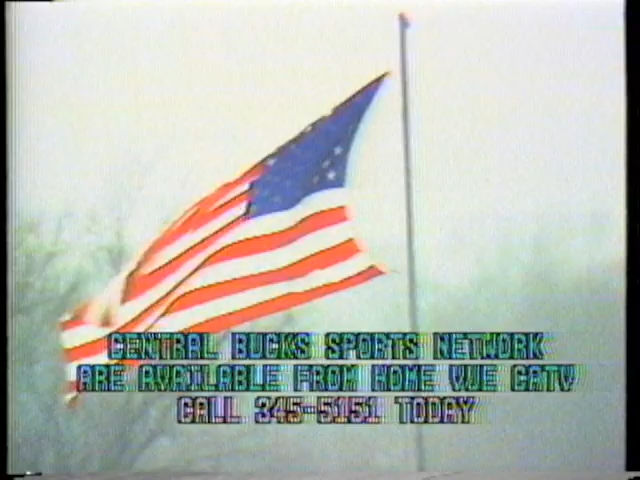 CENTRAL BUCKS SPORTS NETWORK
ARE AVAILABLE FROM HOME VUE CATV
CALL 345-5151 TODAY